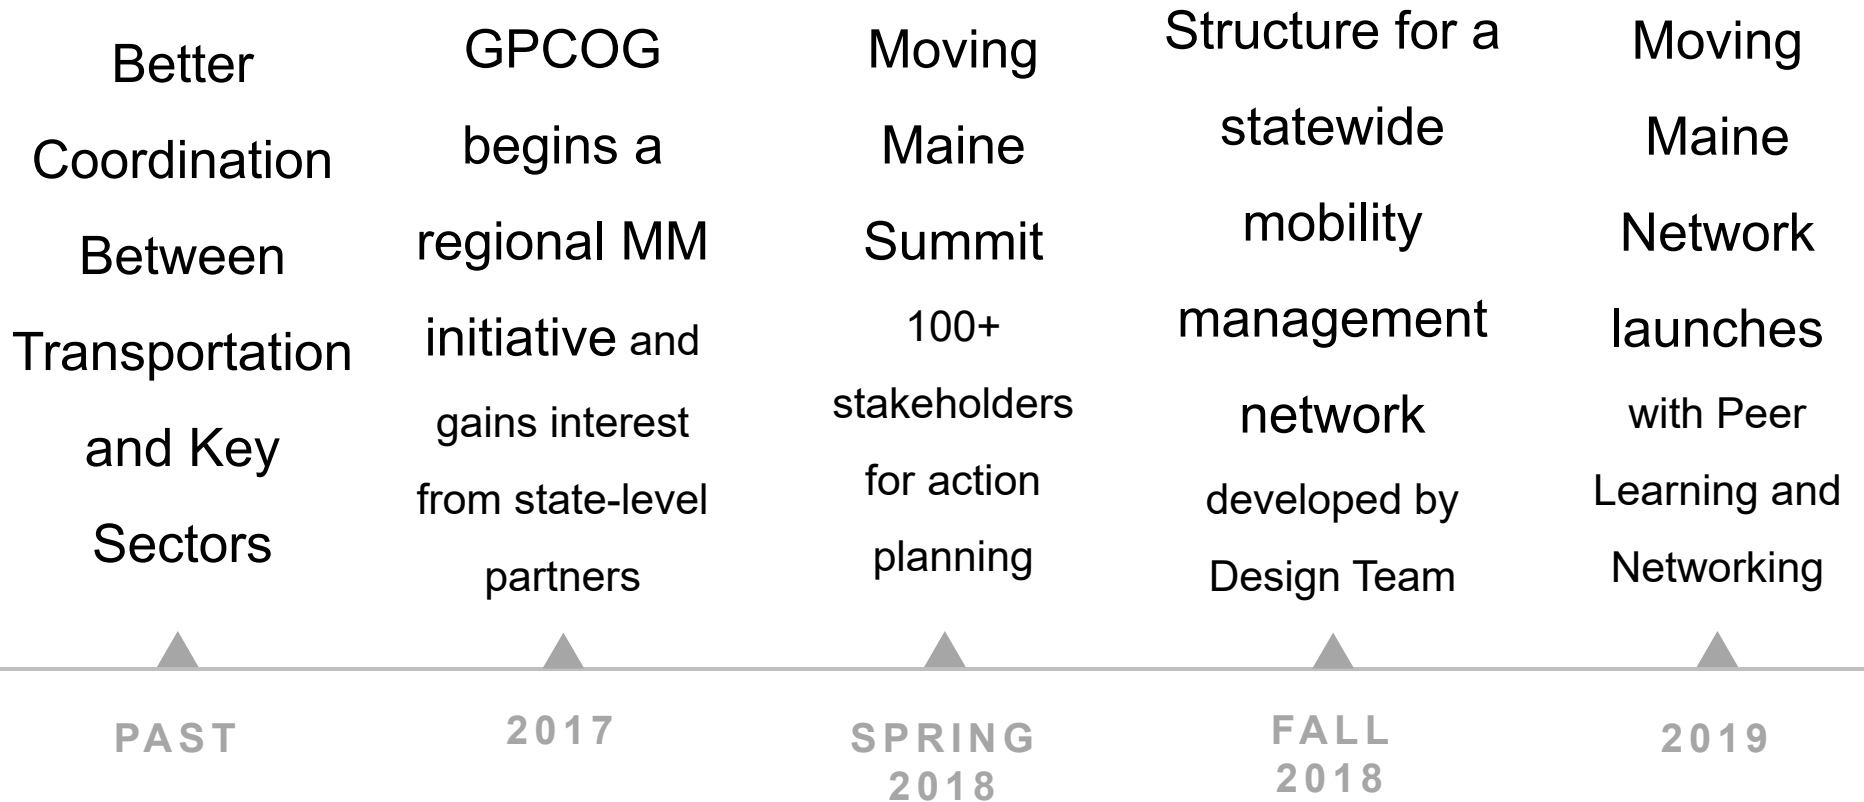 Better
Coordination
Between
Transportation
and Key
Sectors
GPCOG
begins a
regional MM
initiative and
gains interest
from state-level
partners
Moving
Maine
Summit
100+
stakeholders
for action
planning
Structure for a
statewide
mobility
management
network
developed by
Design Team
Moving
Maine
Network
launches
with Peer
Learning and
Networking
PAST
2017
SPRING
2018
FALL
2018
2019